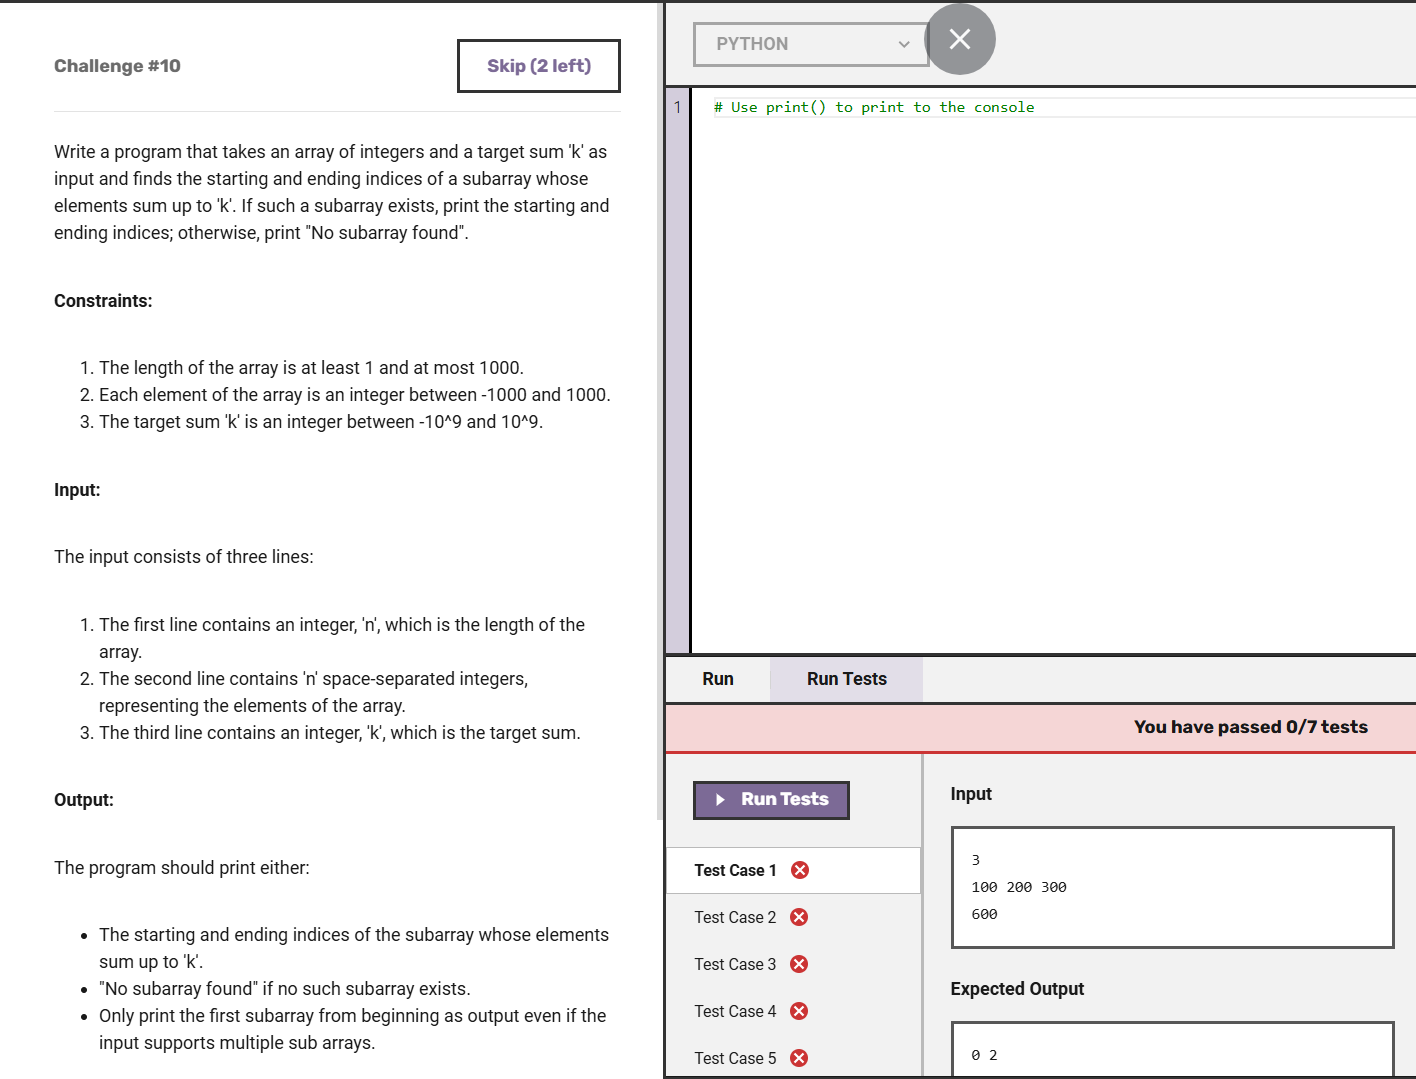 Challenge #10
Skip (2 left)
Write a program that takes an array of integers and a target sum 'k' as
input and finds the starting and ending indices of a subarray whose
elements sum up to 'k'. If such a subarray exists, print the starting and
ending indices; otherwise, print "No subarray found".
Constraints:
1. The length of the array is at least 1 and at most 1000.
2. Each element of the array is an integer between -1000 and 1000.
3. The target sum 'k' is an integer between -10^9 and 10^9.
Input:
The input consists of three lines:
1. The first line contains an integer, 'n', which is the length of the
array.
2. The second line contains 'n' space-separated integers,
representing the elements of the array.
3. The third line contains an integer, 'k', which is the target sum.
Output:
The program should print either:
• The starting and ending indices of the subarray whose elements
sum up to 'k'.
• "No subarray found" if no such subarray exists.
• Only print the first subarray from beginning as output even if the
input supports multiple sub arrays.
PYTHON
1 # Use print() to print to the console
Run
Run Tests
You have passed 0/7 tests
Run Tests
Test Case 1
Test Case 2
Test Case 3
Test Case 4
Test Case 5
Input
3
100 200 300
600
Expected Output
0 2